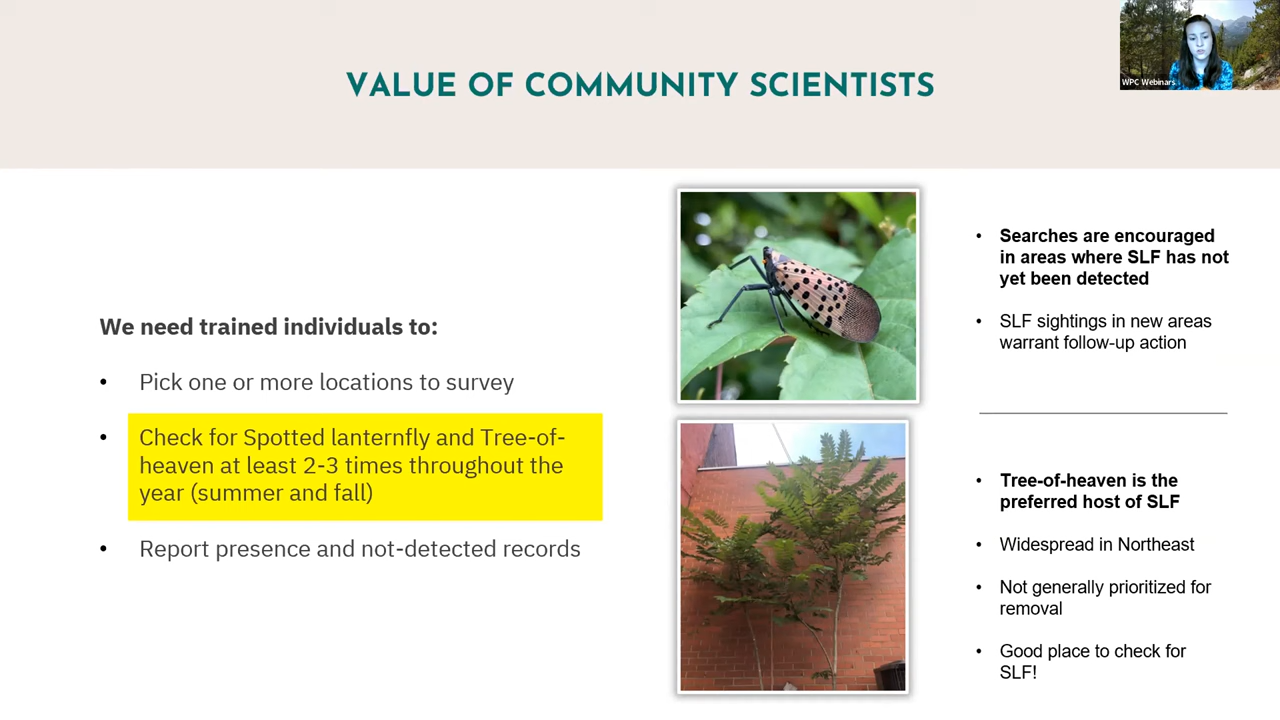 VALUE OF COMMUNITY SCIENTISTS
WPC Webinars
We need trained individuals to:
• Pick one or more locations to survey
• Check for Spotted lanternfly and Tree-of-
heaven at least 2-3 times throughout the
year (summer and fall)
• Report presence and not-detected records
• Searches are encouraged
in areas where SLF has not
yet been detected
• SLF sightings in new areas
warrant follow-up action
• Tree-of-heaven is the
preferred host of SLF
• Widespread in Northeast
• Not generally prioritized for
removal
• Good place to check for
SLF!